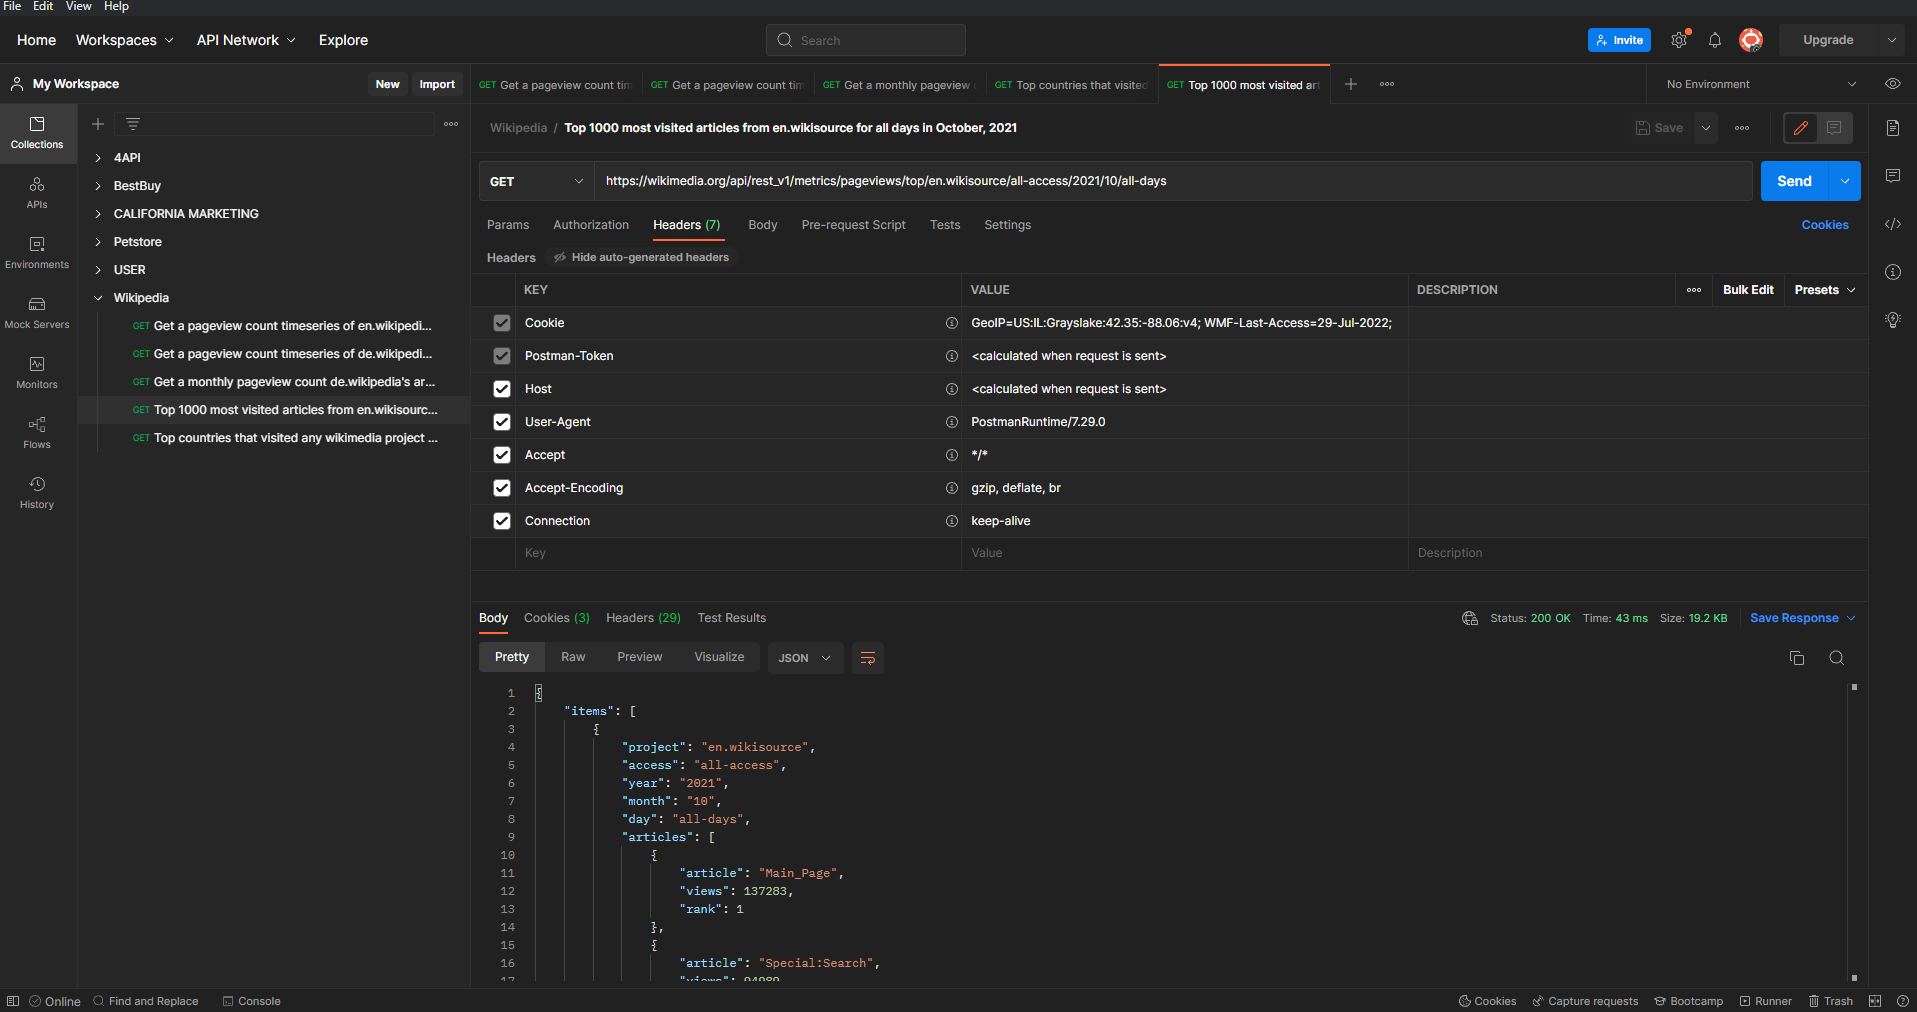 File Edit View Help
Home Workspaces API Network Explore Search Invite Upgrade
My Workspace New Import
GET Get a pageview count tim GET Get a pageview count tim GET Get a monthly pageview GET Top countries that visited GET Top 1000 most visited art No Environment
Wikipedia / Top 1000 most visited articles from en.wikisource for all days in October, 2021 Save
Collections
APIs
Environments
Mock Servers
Monitors
Flows
History
4API
BestBuy
CALIFORNIA MARKETING
Petstore
USER
Wikipedia
GET Get a pageview count timeseries of en.wikipedi...
GET Get a pageview count timeseries of de.wikipedi...
GET Get a monthly pageview count de.wikipedia's ar...
GET Top 1000 most visited articles from en.wikisourc...
GET Top countries that visited any wikimedia project ...
GET https://wikimedia.org/api/rest_v1/metrics/pageviews/top/en.wikisource/all-access/2021/10/all-days Send
Params Authorization Headers (7) Body Pre-request Script Tests Settings Cookies
Headers Hide auto-generated headers
KEY VALUE DESCRIPTION Bulk Edit Presets
Cookie GeoIP=US:IL:Grayslake:42.35:-88.06:v4; WMF-Last-Access=29-Jul-2022;
Postman-Token <calculated when request is sent>
Host <calculated when request is sent>
User-Agent PostmanRuntime/7.29.0
Accept */*
Accept-Encoding gzip, deflate, br
Connection keep-alive
Key Value Description
Body Cookies (3) Headers (29) Test Results Status: 200 OK Time: 43 ms Size: 19.2 KB Save Response
Pretty Raw Preview Visualize JSON
1 {
2 "items": [
3 {
4 "project": "en.wikisource",
5 "access": "all-access",
6 "year": "2021",
7 "month": "10",
8 "day": "all-days",
9 "articles": [
10 {
11 "article": "Main_Page",
12 "views": 137283,
13 "rank": 1
14 },
15 {
16 "article": "Special:Search",
17 "views":
Online Find and Replace Console Cookies Capture requests Bootcamp Runner Trash